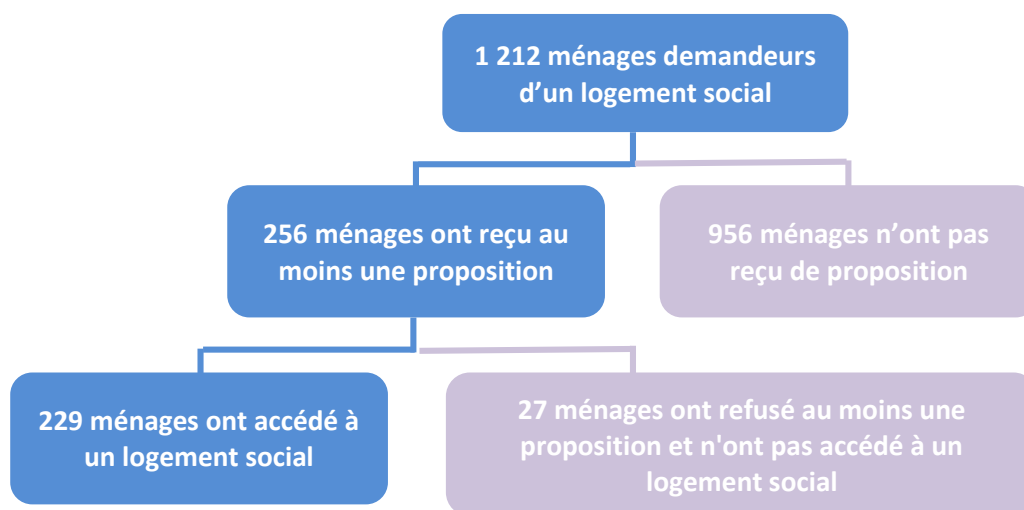 1 212 ménages demandeurs
d’un logement social
256 ménages ont reçu au
moins une proposition
956 ménages n’ont pas
reçu de proposition
229 ménages ont accédé à
un logement social
27 ménages ont refusé au moins une
proposition et n'ont pas accédé à un
logement social